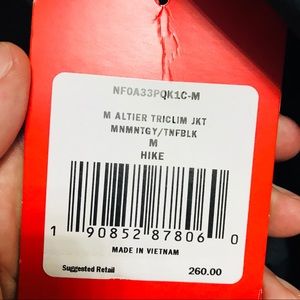 NF0A33PQK1C-M
M ALTIER TRICLIM JKT
MNMNTGY/TNFBLK
M
HIKE
1 90852 87806 0
MADE IN VIETNAM
Suggested Retail 260.00